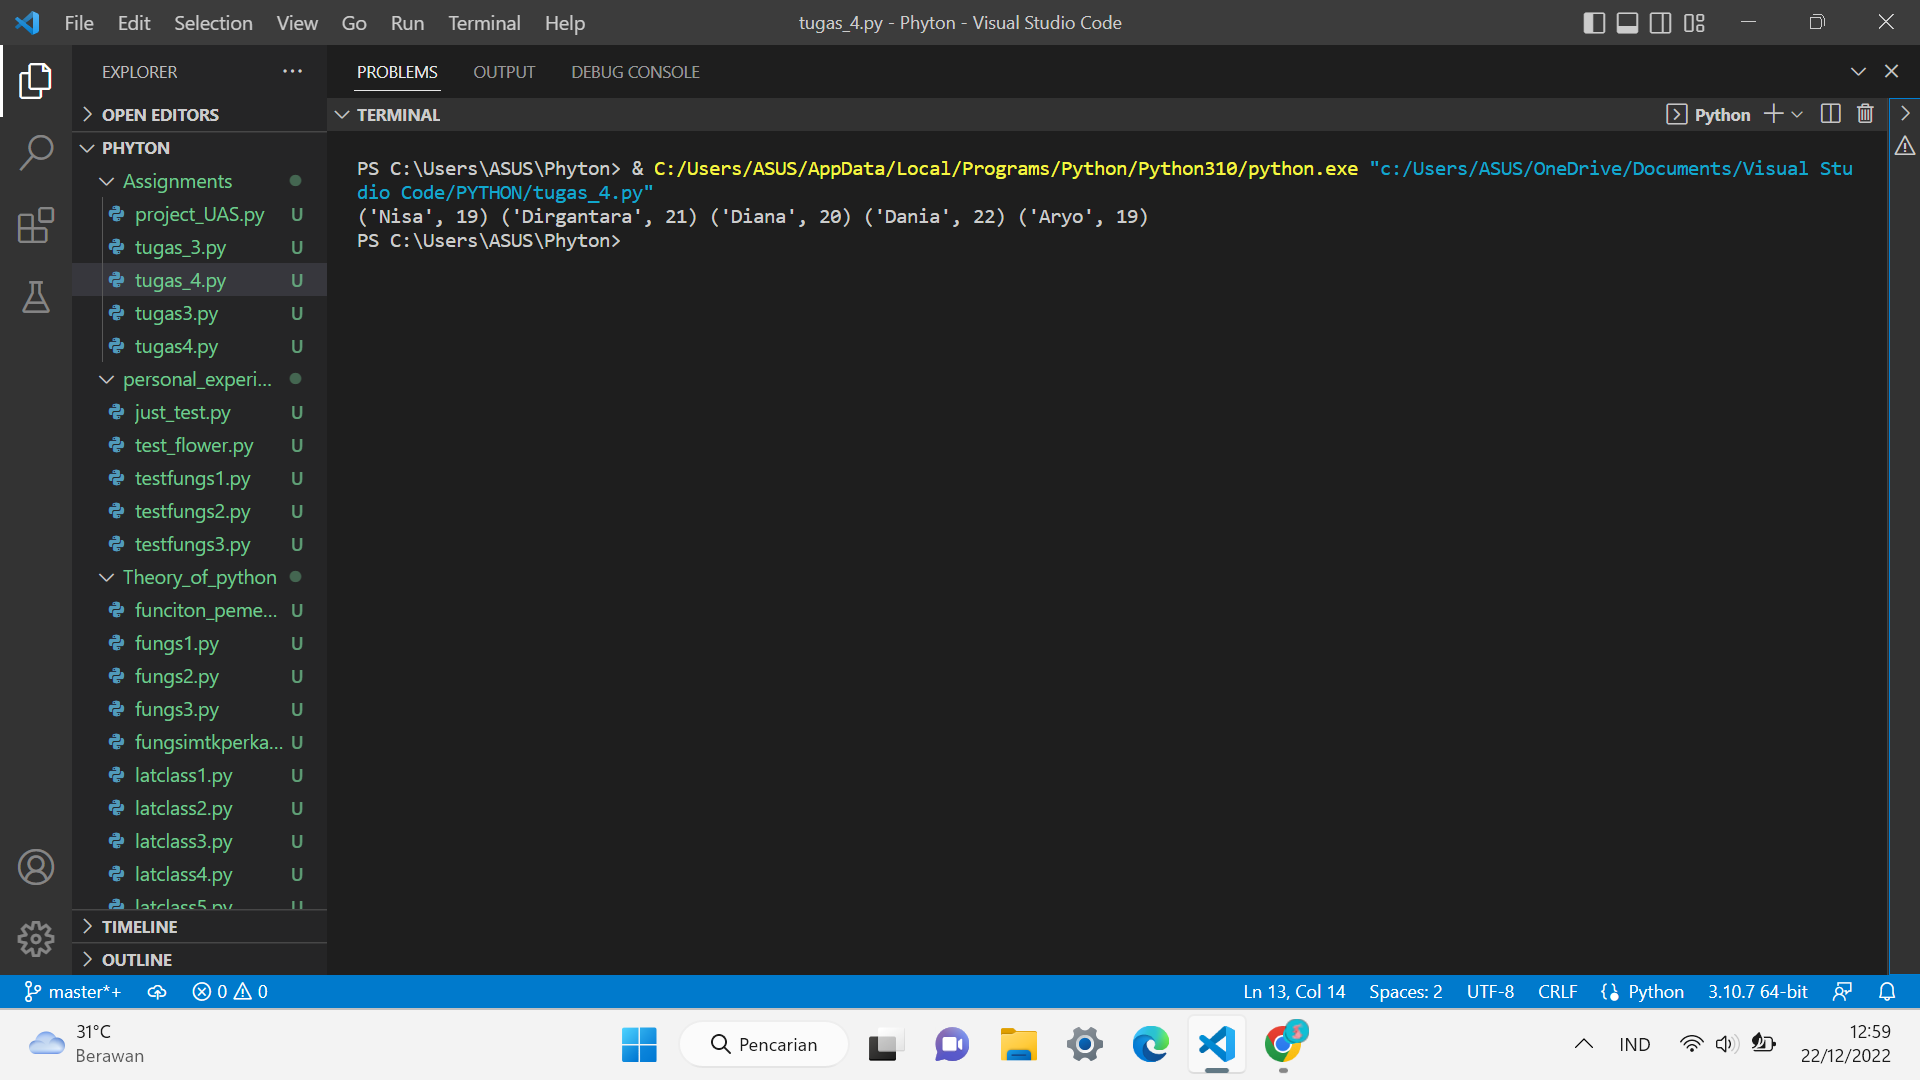 File Edit Selection View Go Run Terminal Help
tugas_4.py - Phyton - Visual Studio Code
EXPLORER
OPEN EDITORS
PHYTON
Assignments
project_UAS.py U
tugas_3.py U
tugas_4.py U
tugas3.py U
tugas4.py U
personal_experi...
just_test.py U
test_flower.py U
testfungs1.py U
testfungs2.py U
testfungs3.py U
Theory_of_python
funciton_peme... U
fungs1.py U
fungs2.py U
fungs3.py U
fungsimtkperka... U
latclass1.py U
latclass2.py U
latclass3.py U
latclass4.py U
latclass5.py U
TIMELINE
OUTLINE
PROBLEMS OUTPUT DEBUG CONSOLE
TERMINAL
Python
PS C:\Users\ASUS\Phyton> & C:/Users/ASUS/AppData/Local/Programs/Python/Python310/python.exe "c:/Users/ASUS/OneDrive/Documents/Visual Stu
dio Code/PYTHON/tugas_4.py"
('Nisa', 19) ('Dirgantara', 21) ('Diana', 20) ('Dania', 22) ('Aryo', 19)
PS C:\Users\ASUS\Phyton>
master*+ 0 0
Ln 13, Col 14 Spaces: 2 UTF-8 CRLF Python 3.10.7 64-bit
31°C
Berawan
Pencarian
IND
12:59
22/12/2022